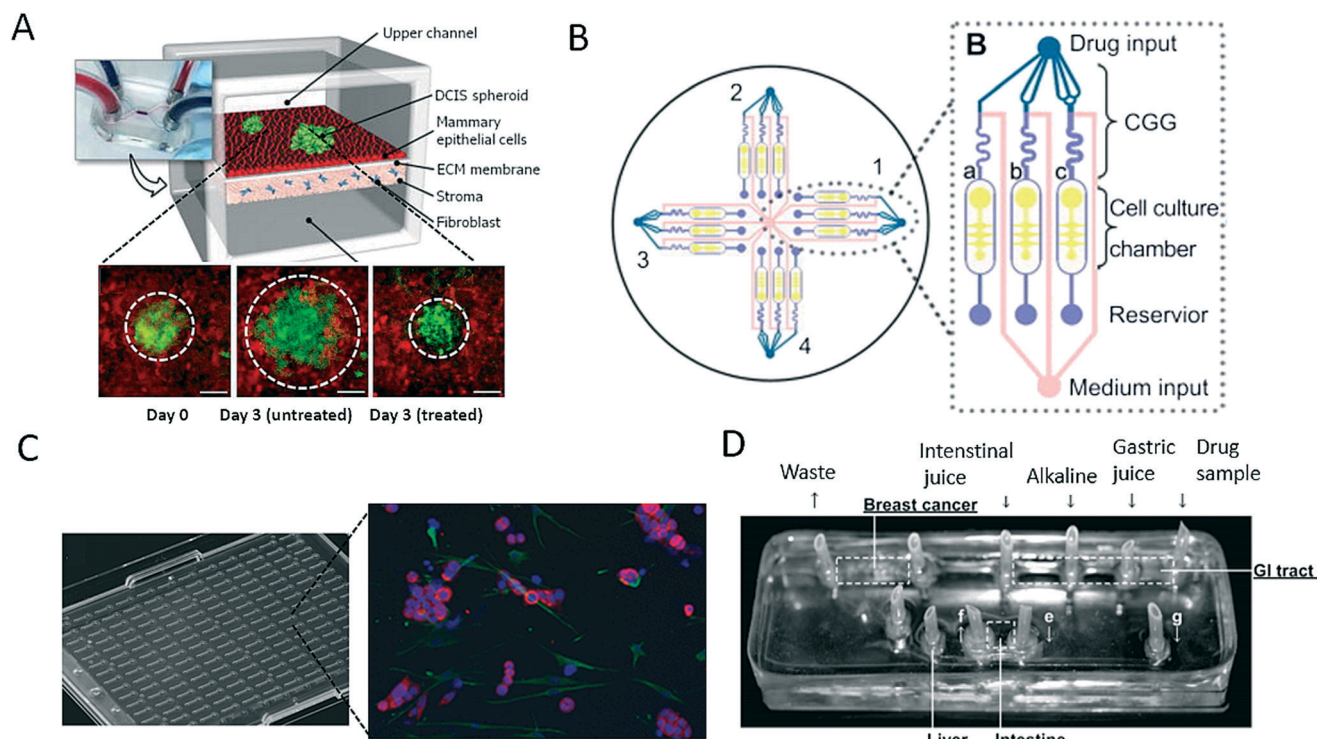 A
Upper channel
DCIS spheroid
Mammary
epithelial cells
ECM membrane
Stroma
Fibroblast
Day 0
Day 3 (untreated)
Day 3 (treated)
B
1
2
3
4
B
Drug input
CGG
a
b
c
Cell culture
chamber
Reservior
Medium input
C
D
Waste
Intenstinal
juice
Alkaline
Gastric
juice
Drug
sample
Breast cancer
GI tract
f
e
g
Liver
Intestine